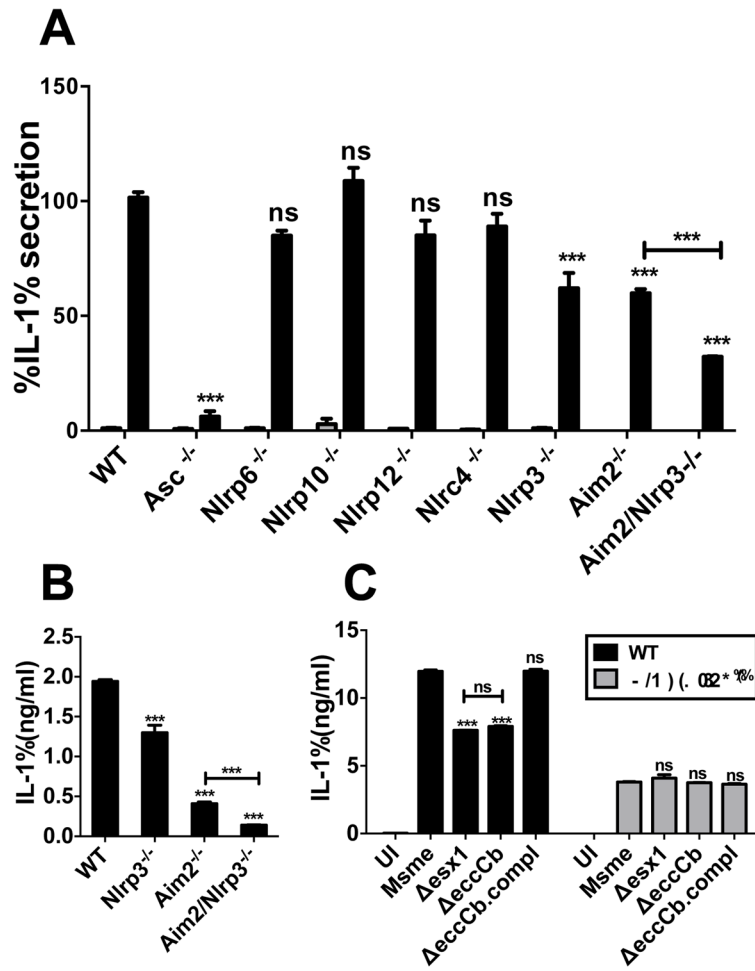 A
%IL-1% secretion
150
100
50
0
ns
ns
ns
ns
***
***
***
***
***
WT
Asc -/-
Nlrp6 -/-
Nlrp10 -/-
Nlrp12 -/-
Nlrc4 -/-
Nlrp3 -/-
Aim2-/-
Aim2/Nlrp3-/-
B
IL-1%(ng/ml)
2.5
2.0
1.5
1.0
0.5
0.0
***
***
***
***
WT
Nlrp3-/-
Aim2-/-
Aim2/Nlrp3-/-
C
IL-1%(ng/ml)
15
10
5
0
ns
ns
*** ***
ns ns ns
WT
UI
Msme
Δesx1
ΔeccCb
ΔeccCb.compl
UI
Msme
Δesx1
ΔeccCb
ΔeccCb.compl